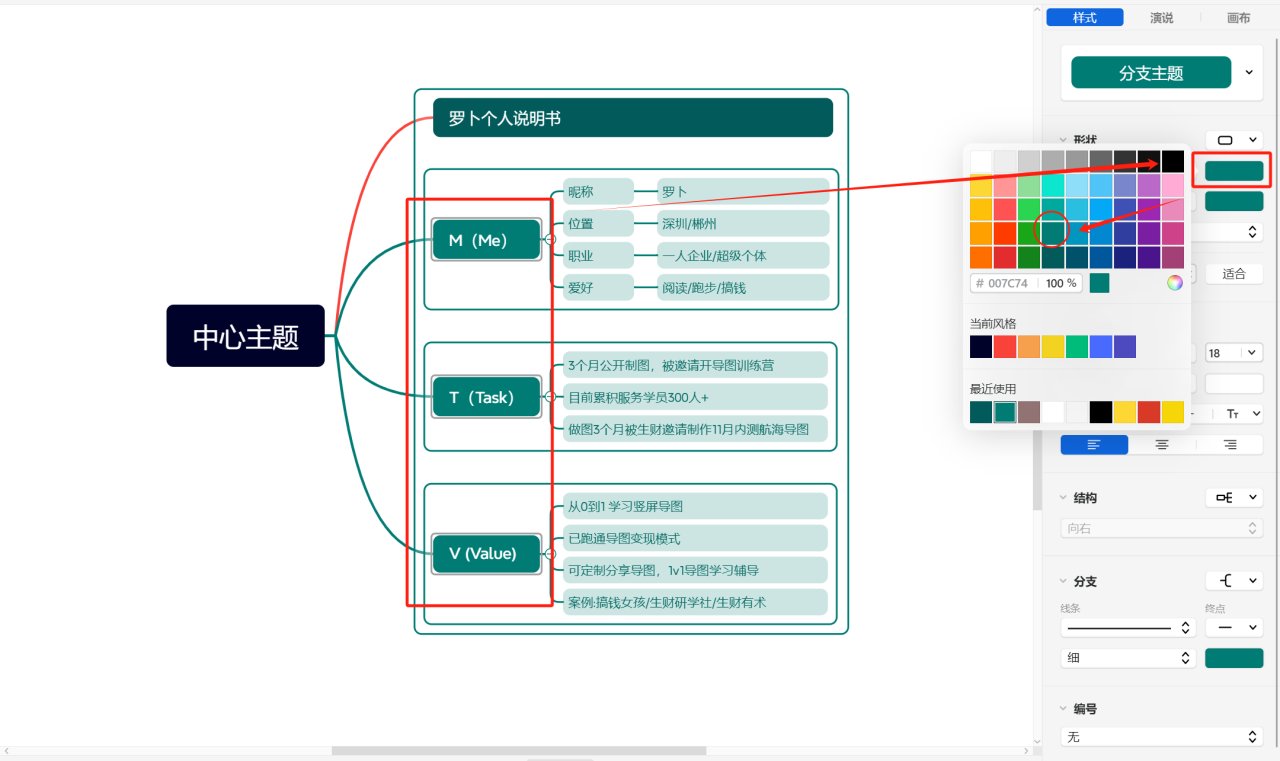 样式
演说
画布
分支主题
形状
罗卜个人说明书
昵称
罗卜
M（Me）
位置
深圳/郴州
职业
一人企业/超级个体
爱好
阅读/跑步/搞钱
中心主题
3个月公开制图，被邀请开导图训练营
T（Task）
目前累积服务学员300人+
做图3个月被生财邀请制作11月内测航海导图
从0到1 学习竖屏导图
已跑通导图变现模式
V (Value)
可定制分享导图，1v1导图学习辅导
案例:搞钱女孩/生财研学社/生财有术
# 007C74
100 %
适合
当前风格
18
最近使用
Tт
结构
向右
分支
线条
终点
细
编号
无